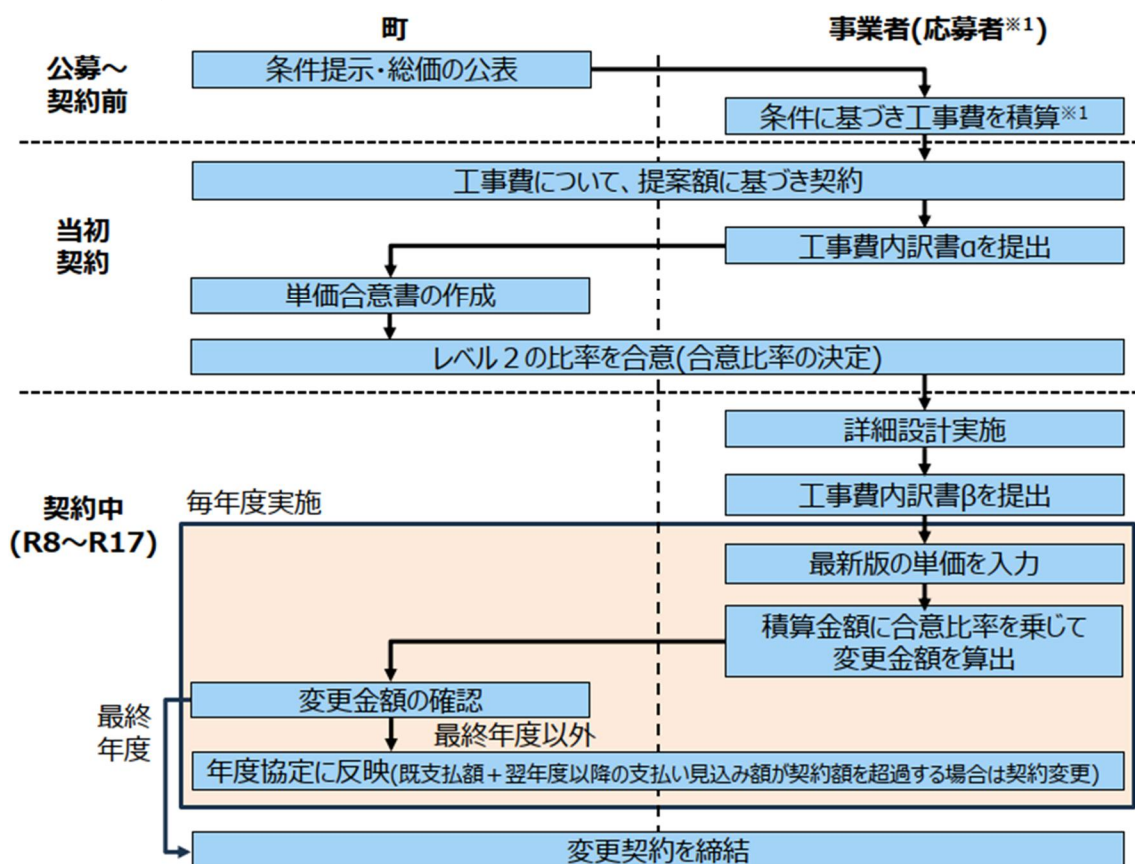 町
事業者(応募者※1)
公募～
契約前
条件提示・総価の公表
条件に基づき工事費を積算※1
工事費について、提案額に基づき契約
当初
契約
工事費内訳書αを提出
単価合意書の作成
レベル２の比率を合意(合意比率の決定)
詳細設計実施
工事費内訳書βを提出
契約中
(R8～R17)
毎年度実施
最新版の単価を入力
積算金額に合意比率を乗じて
変更金額を算出
変更金額の確認
最終
年度
最終年度以外
年度協定に反映(既支払額＋翌年度以降の支払い見込み額が契約額を超過する場合は契約変更)
変更契約を締結